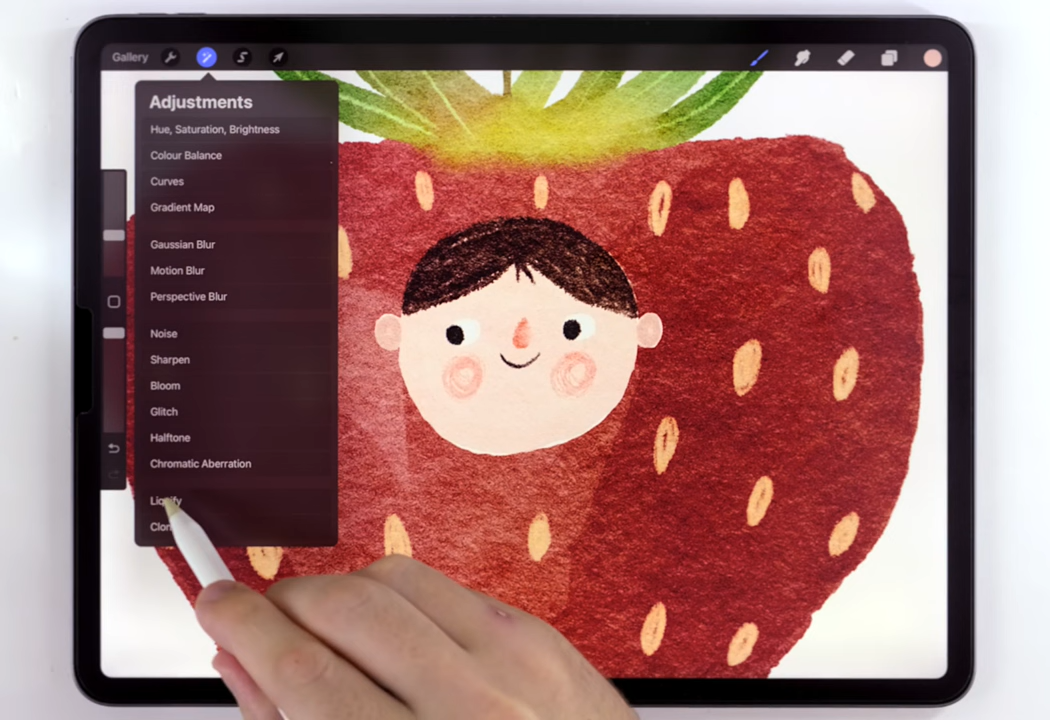 Gallery
Adjustments
Hue, Saturation, Brightness
Colour Balance
Curves
Gradient Map
Gaussian Blur
Motion Blur
Perspective Blur
Noise
Sharpen
Bloom
Glitch
Halftone
Chromatic Aberration
Liquify